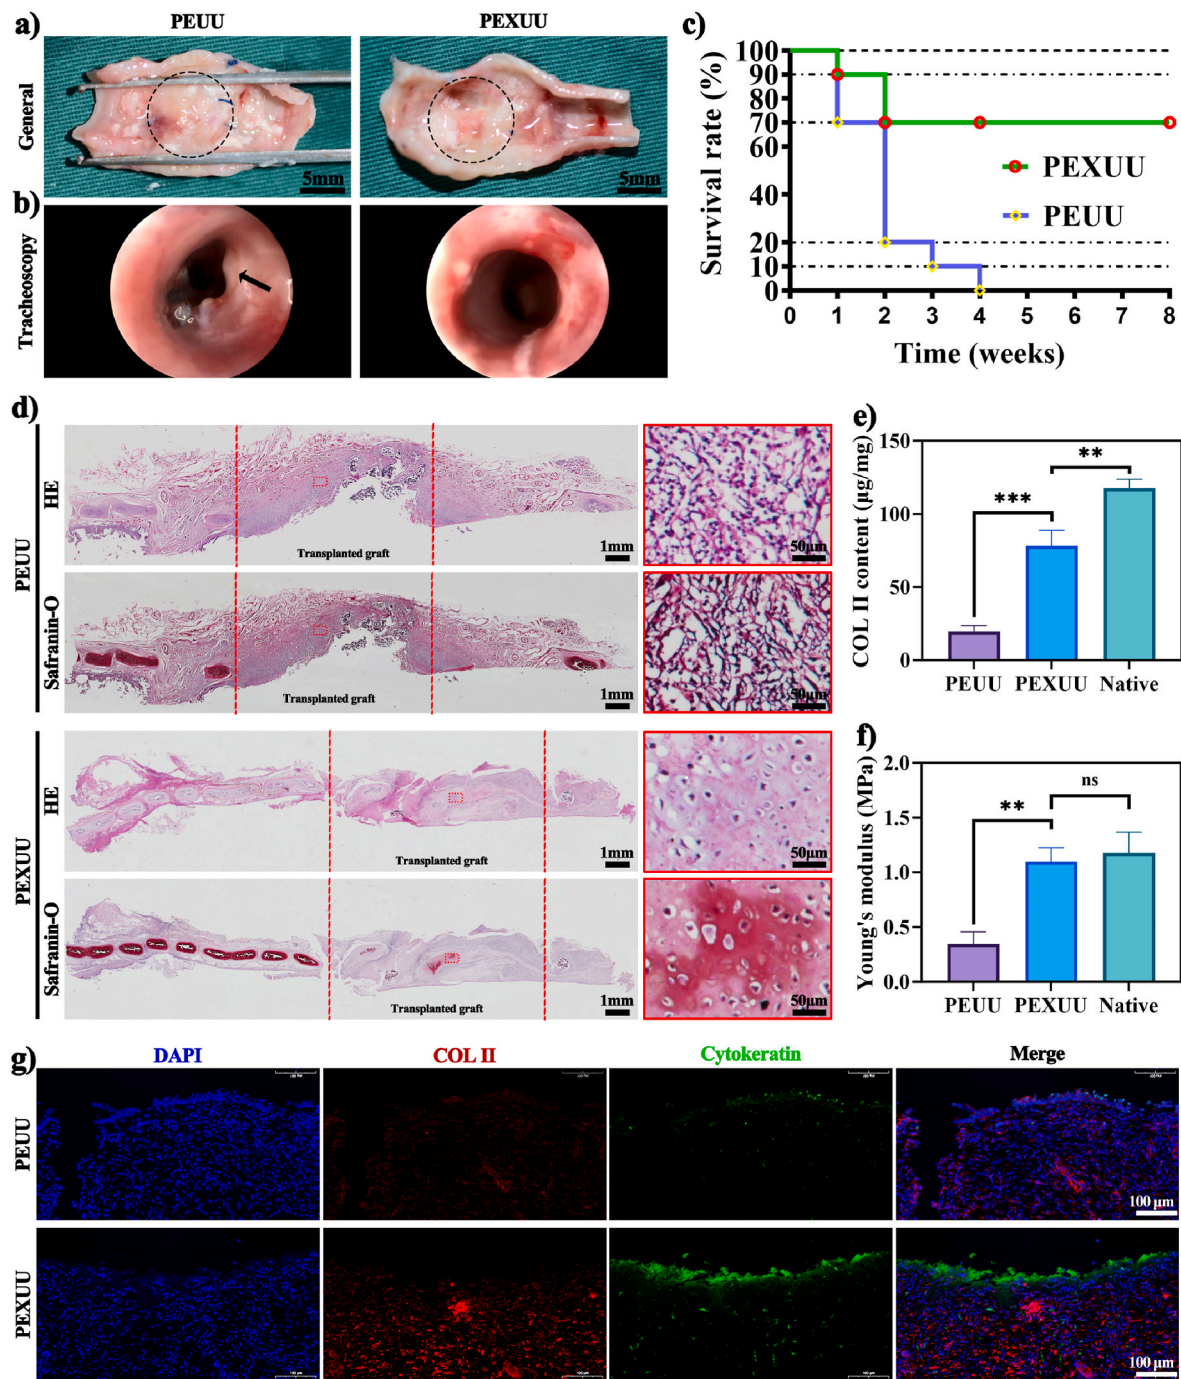 a)
PEUU
PEXUU
General
5mm
5mm
b)
Tracheoscopy
c)
Survival rate (%)
100
90
80
70
60
40
20
10
0
PEXUU
PEUU
0 1 2 3 4 5 6 7 8
Time (weeks)
d)
PEUU
HE
Transplanted graft
1mm
50μm
Safranin-O
Transplanted graft
1mm
50μm
PEXUU
HE
Transplanted graft
1mm
50μm
Safranin-O
Transplanted graft
1mm
50μm
e)
COL II content (μg/mg)
150
100
50
0
***
**
PEUU PEXUU Native
f)
Young's modulus (MPa)
2.0
1.5
1.0
0.5
0.0
**
ns
PEUU PEXUU Native
g)
DAPI COL II Cytokeratin Merge
PEUU
100 μm
PEXUU
100 μm